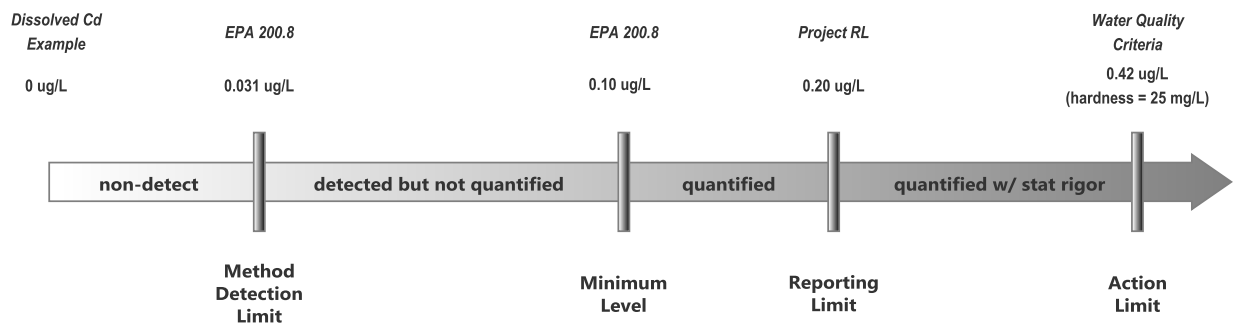 Dissolved Cd
Example
0 ug/L
EPA 200.8
0.031 ug/L
EPA 200.8
0.10 ug/L
Project RL
0.20 ug/L
Water Quality
Criteria
0.42 ug/L
(hardness = 25 mg/L)
non-detect
detected but not quantified
quantified
quantified w/ stat rigor
Method
Detection
Limit
Minimum
Level
Reporting
Limit
Action
Limit